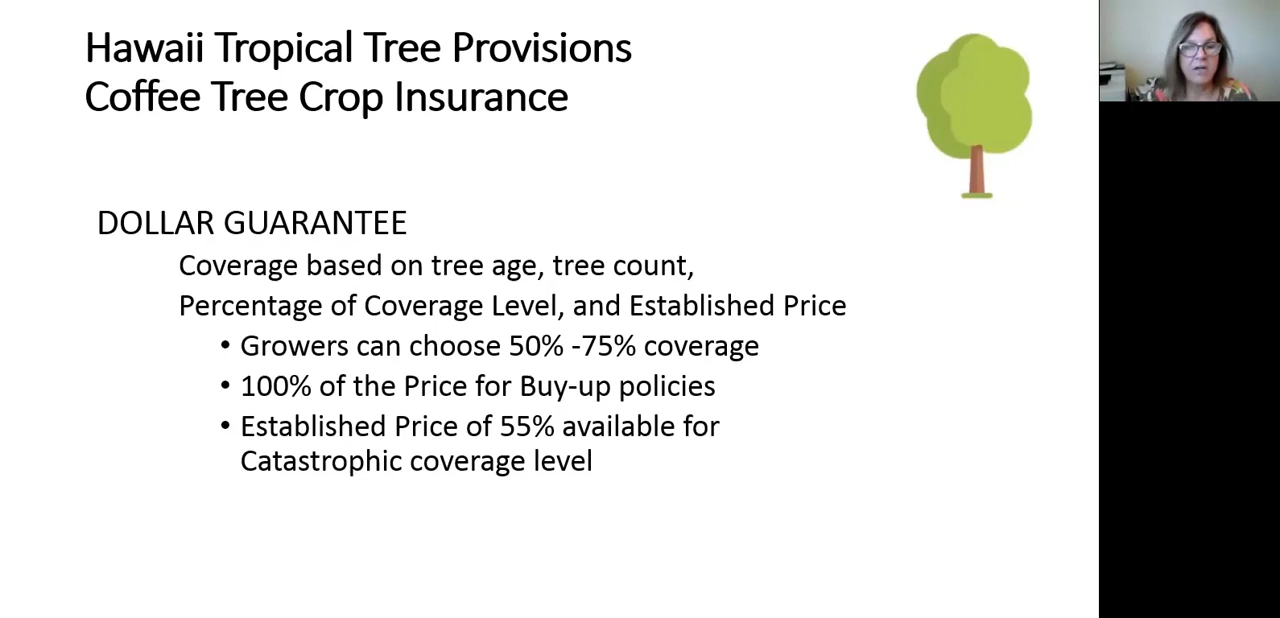 Hawaii Tropical Tree Provisions
Coffee Tree Crop Insurance
DOLLAR GUARANTEE
Coverage based on tree age, tree count,
Percentage of Coverage Level, and Established Price
• Growers can choose 50% -75% coverage
• 100% of the Price for Buy-up policies
• Established Price of 55% available for
Catastrophic coverage level